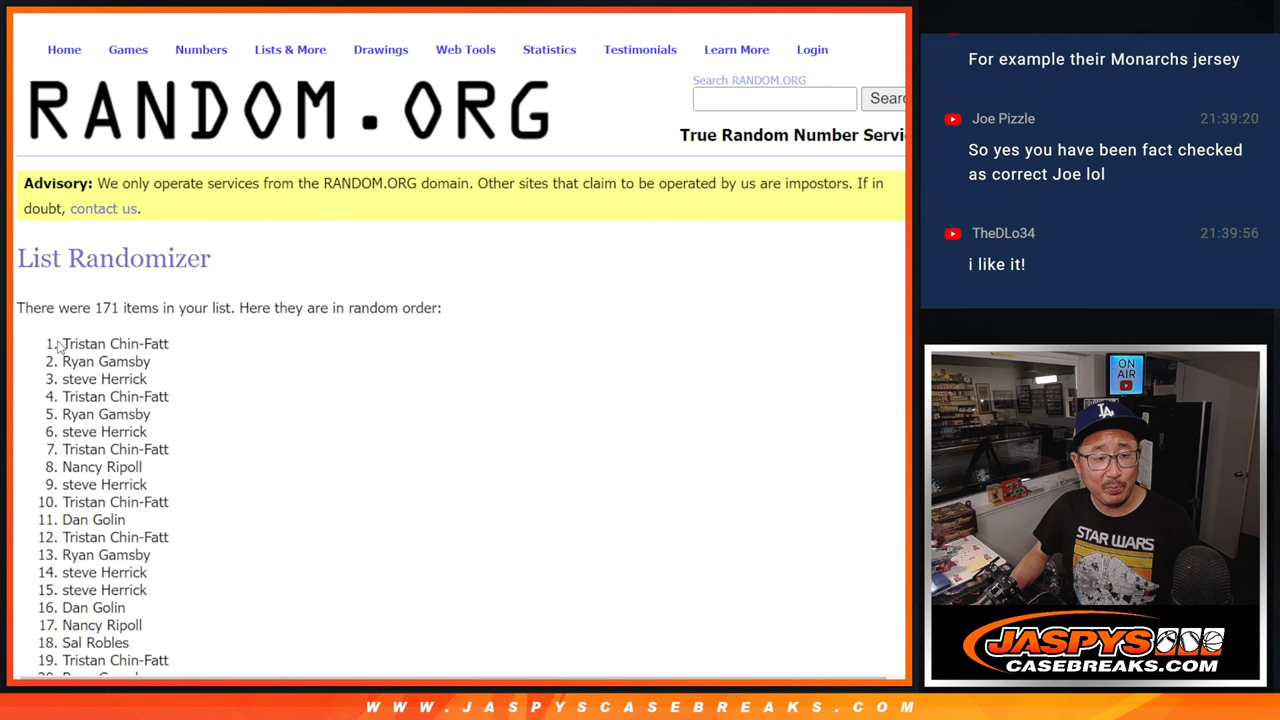 Home Games Numbers Lists & More Drawings Web Tools Statistics Testimonials Learn More Login
RANDOM.ORG
Search RANDOM.ORG
Searc
True Random Number Servi
Advisory: We only operate services from the RANDOM.ORG domain. Other sites that claim to be operated by us are impostors. If in
doubt, contact us.
List Randomizer
There were 171 items in your list. Here they are in random order:
1. Tristan Chin-Fatt
2. Ryan Gamsby
3. steve Herrick
4. Tristan Chin-Fatt
5. Ryan Gamsby
6. steve Herrick
7. Tristan Chin-Fatt
8. Nancy Ripoll
9. steve Herrick
10. Tristan Chin-Fatt
11. Dan Golin
12. Tristan Chin-Fatt
13. Ryan Gamsby
14. steve Herrick
15. steve Herrick
16. Dan Golin
17. Nancy Ripoll
18. Sal Robles
19. Tristan Chin-Fatt
For example their Monarchs jersey
Joe Pizzle 21:39:20
So yes you have been fact checked
as correct Joe lol
TheDLo34 21:39:56
i like it!
ON
AIR
LA
STAR WARS
JASPYS
CASEBREAKS.COM
WWW.JASPYSCASEBREAKS.COM